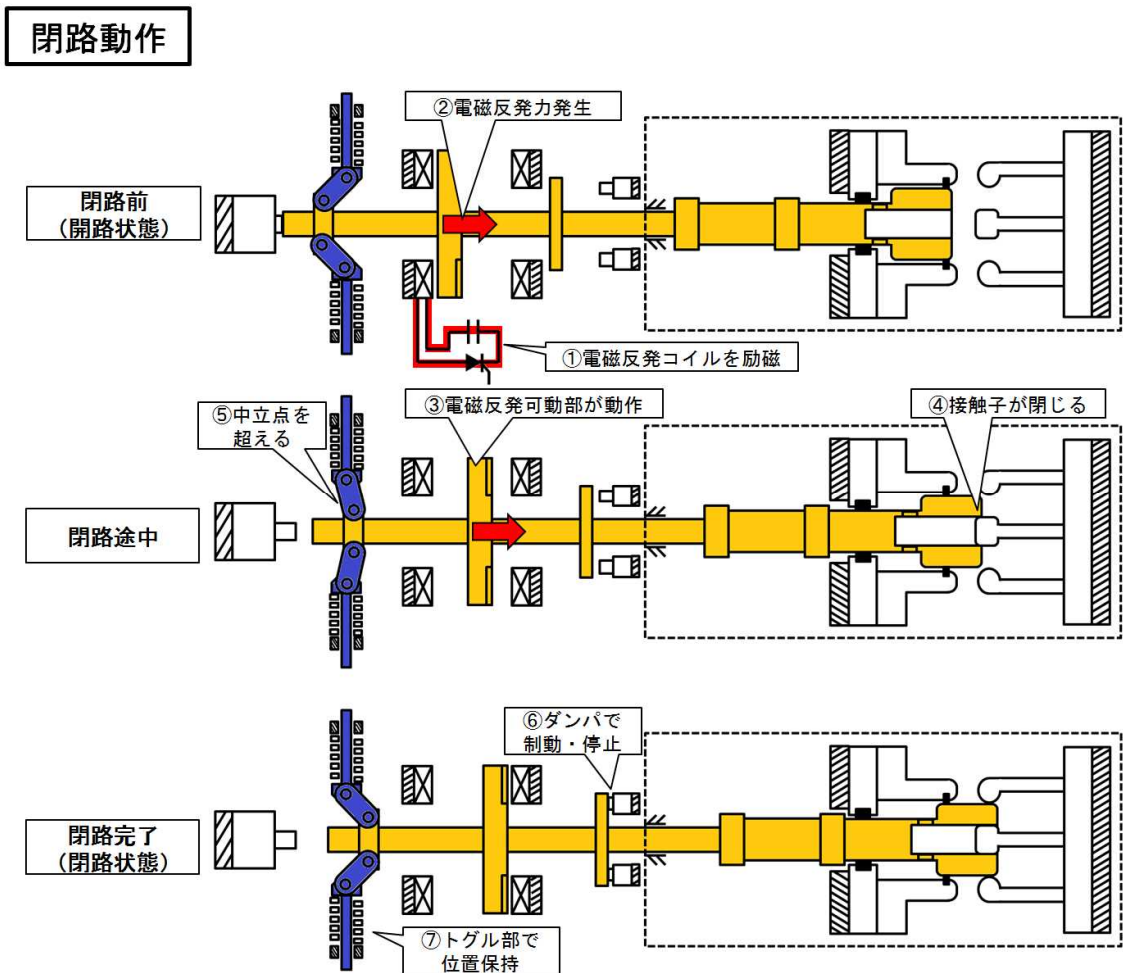 閉路動作
②電磁反発力発生
閉路前
（開路状態）
①電磁反発コイルを励磁
⑤中立点を
超える
③電磁反発可動部が動作
④接触子が閉じる
閉路途中
⑥ダンパで
制動・停止
閉路完了
（閉路状態）
⑦トグル部で
位置保持